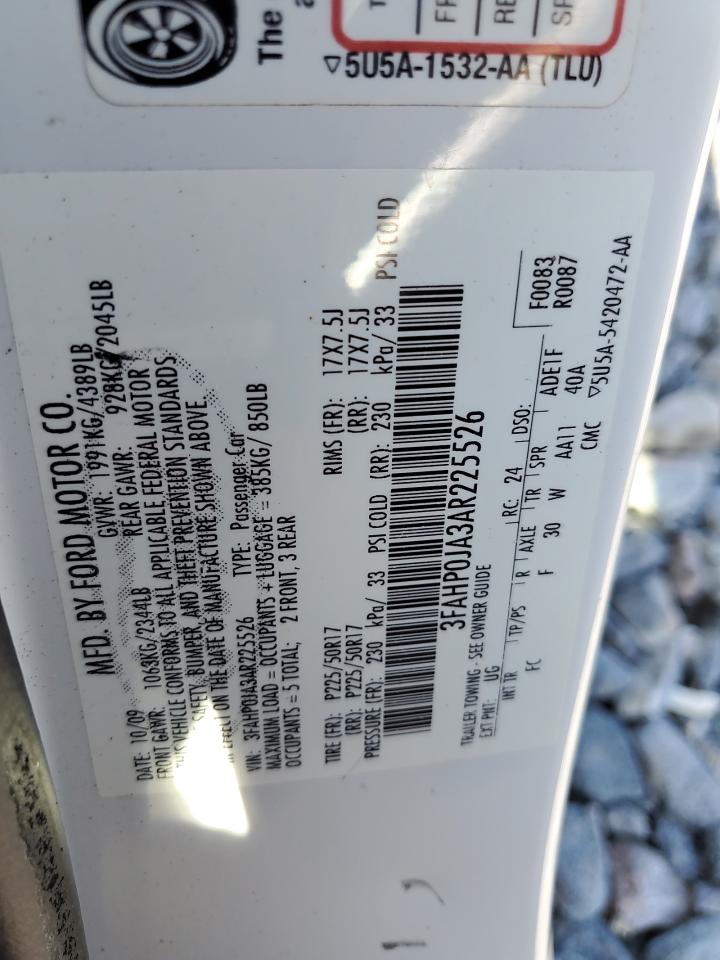 The a
T
FR
RE
SP
▽5U5A-1532-AA (TLU)
MFD. BY FORD MOTOR CO.
DATE: 10/09 GVWR: 1991KG/4389LB
FRONT GAWR: 1063KG/2344LB REAR GAWR: 928KG/2045LB
THIS VEHICLE CONFORMS TO ALL APPLICABLE FEDERAL MOTOR
SAFETY, BUMPER, AND THEFT PREVENTION STANDARDS
IN EFFECT ON THE DATE OF MANUFACTURE SHOWN ABOVE.
VIN: 3FAHP0JA3AR225526 TYPE: Passenger Car
MAXIMUM LOAD = OCCUPANTS + LUGGAGE = 385KG/ 850LB
OCCUPANTS = 5 TOTAL; 2 FRONT, 3 REAR
TIRE (FR): P225/50R17 RIMS (FR): 17X7.5J
(RR): P225/50R17 (RR): 17X7.5J
PRESSURE (FR): 230 kPa/ 33 PSI COLD (RR): 230 kPa/ 33 PSI COLD
3FAHP0JA3AR225526
TRAILER TOWING - SEE OWNER GUIDE
EXT PNT: UG RC: 24 DSO: F0083
R0087
INT TR TP/PS R AXLE TR SPR ADE1F
FC F 30 W AA11 40A
CMC ▽5U5A-5420472-AA